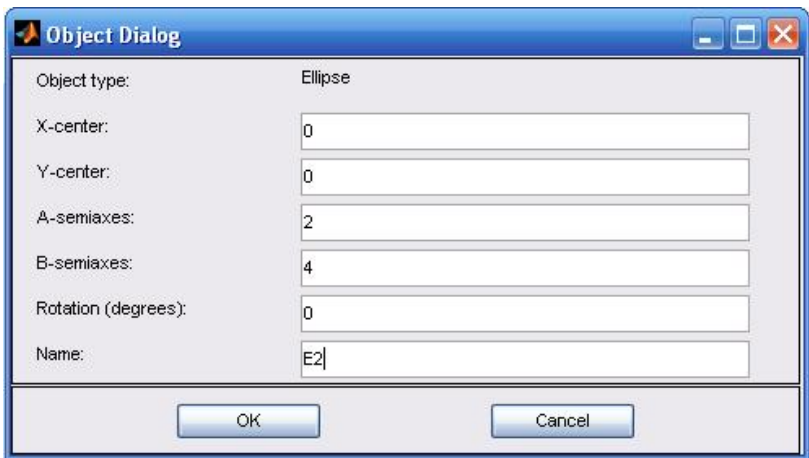 Object Dialog
Object type: Ellipse
X-center: 0
Y-center: 0
A-semiaxes: 2
B-semiaxes: 4
Rotation (degrees): 0
Name: E2
OK Cancel